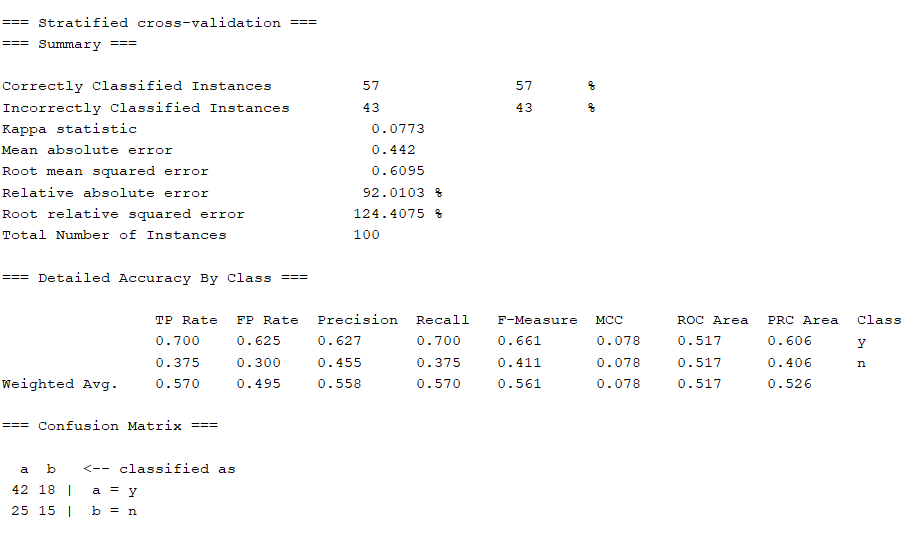 === Stratified cross-validation ===
=== Summary ===
Correctly Classified Instances          57               57      %
Incorrectly Classified Instances        43               43      %
Kappa statistic                          0.0773
Mean absolute error                      0.442
Root mean squared error                  0.6095
Relative absolute error                 92.0103 %
Root relative squared error            124.4075 %
Total Number of Instances              100
=== Detailed Accuracy By Class ===
                 TP Rate  FP Rate  Precision  Recall   F-Measure  MCC      ROC Area  PRC Area  Class
                 0.700    0.625    0.627      0.700    0.661      0.078    0.517     0.606     y
                 0.375    0.300    0.455      0.375    0.411      0.078    0.517     0.406     n
Weighted Avg.    0.570    0.495    0.558      0.570    0.561      0.078    0.517     0.526
=== Confusion Matrix ===
  a  b   <-- classified as
 42 18 |  a = y
 25 15 |  b = n